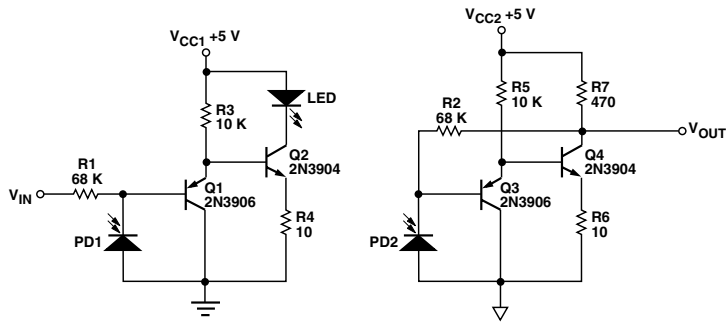 VCC1 +5 V
R3
10 K
LED
Q2
2N3904
R1
68 K
VIN
Q1
2N3906
R4
10
PD1
VCC2 +5 V
R5
10 K
R7
470
R2
68 K
VOUT
Q4
2N3904
Q3
2N3906
R6
10
PD2